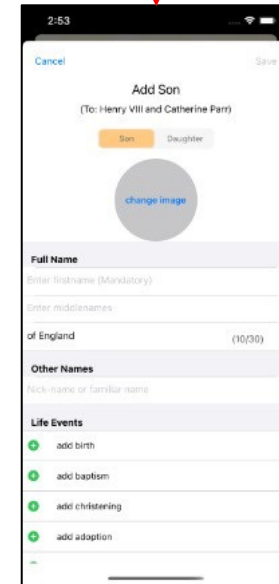 2:53
Cancel Save
Add Son
(To: Henry VIII and Catherine Parr)
Son Daughter
change image
Full Name
Enter firstname (Mandatory)
Enter middlenames
of England (10/30)
Other Names
Nick-name or familiar name
Life Events
add birth
add baptism
add christening
add adoption